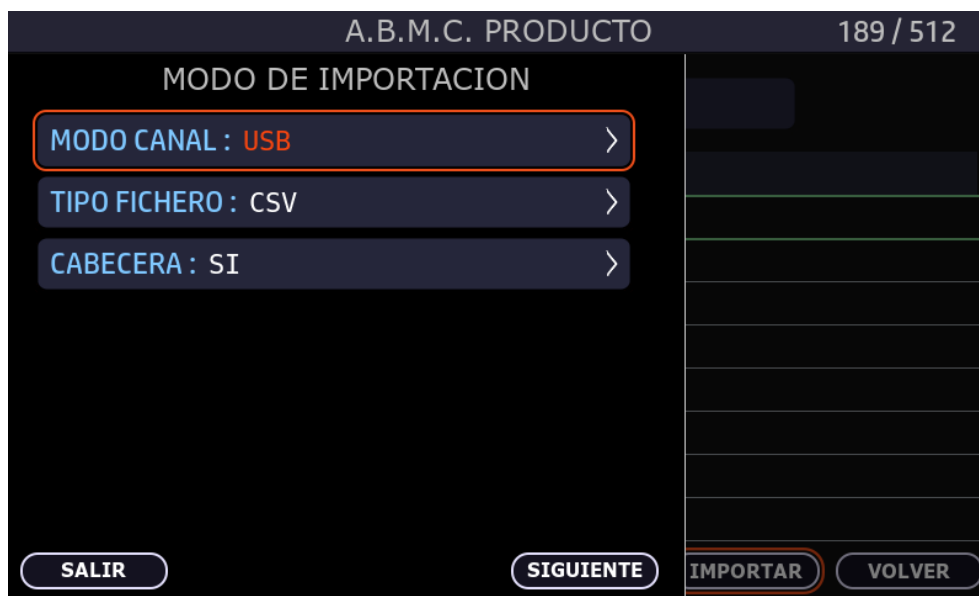 A.B.M.C. PRODUCTO 189 / 512
MODO DE IMPORTACION
MODO CANAL : USB
TIPO FICHERO : CSV
CABECERA : SI
SALIR SIGUIENTE IMPORTAR VOLVER